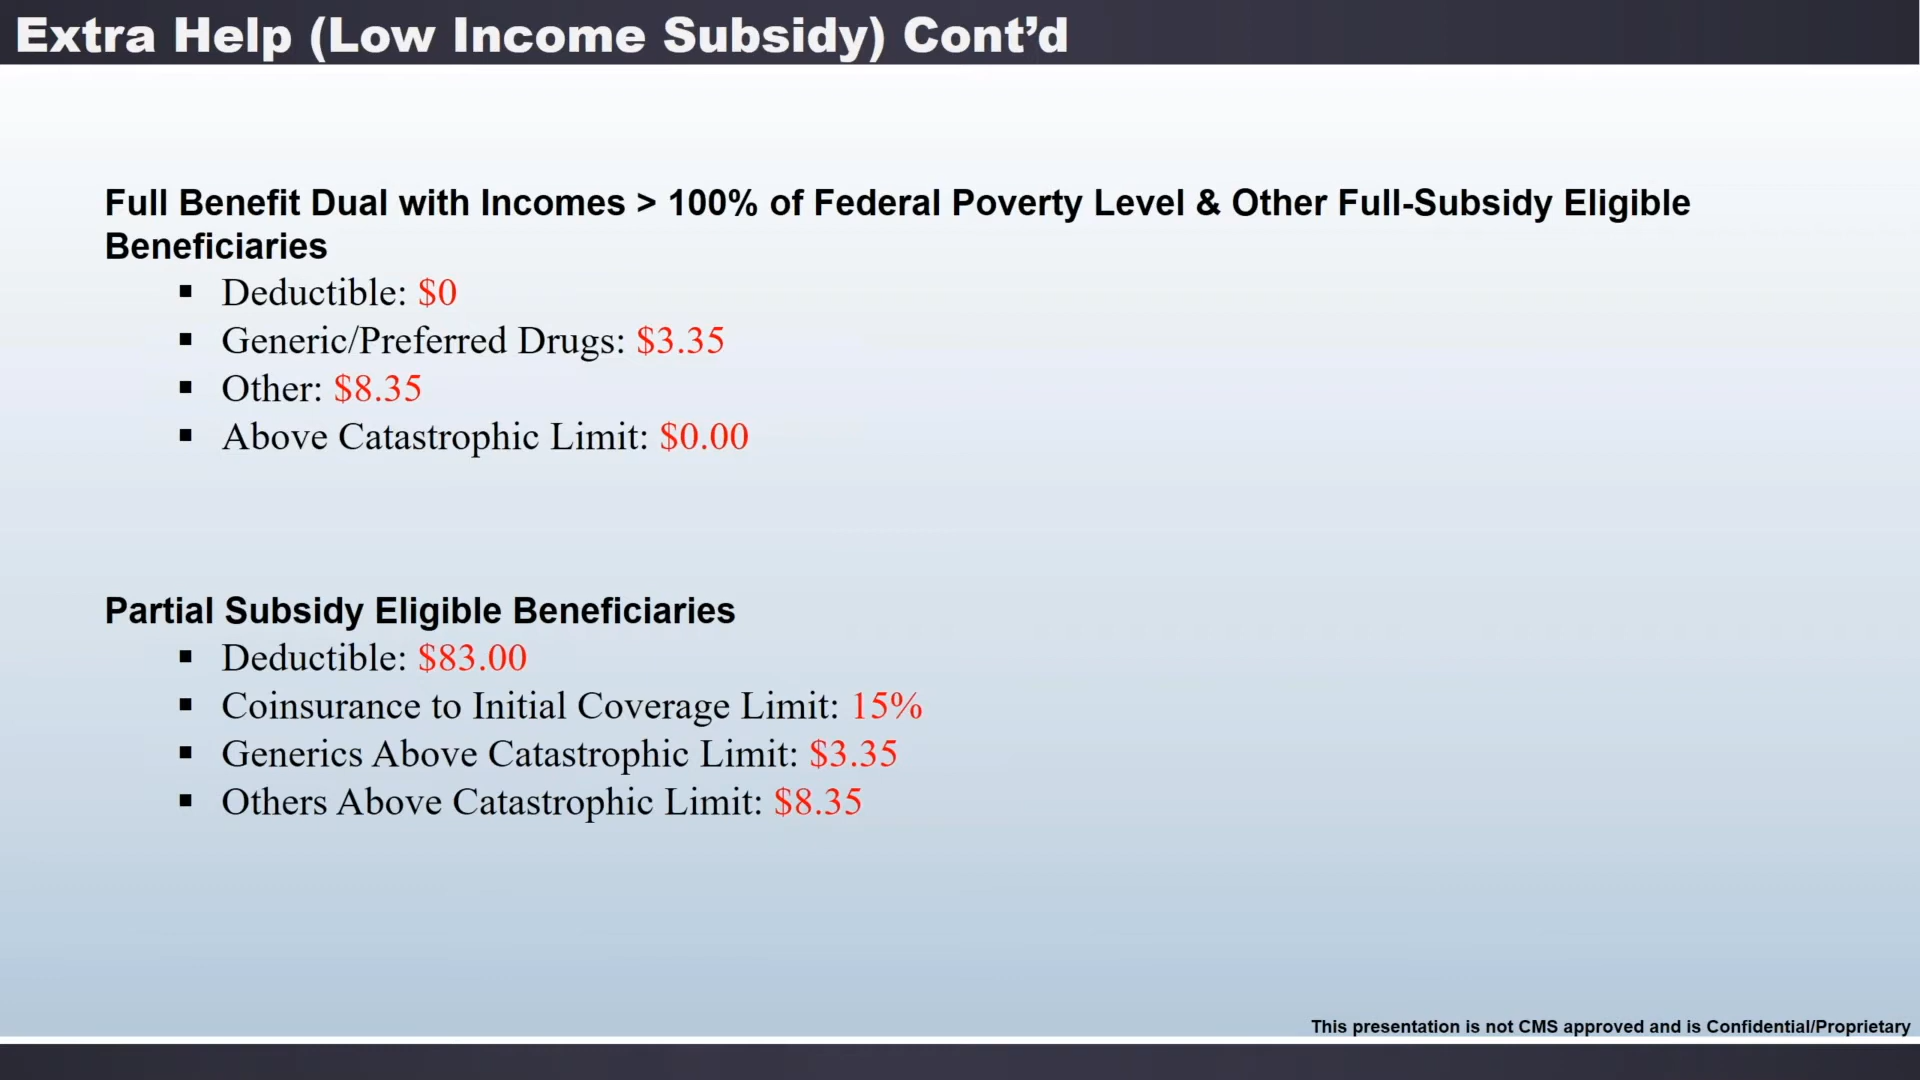 Extra Help (Low Income Subsidy) Cont’d
Full Benefit Dual with Incomes > 100% of Federal Poverty Level & Other Full-Subsidy Eligible
Beneficiaries
▪ Deductible: $0
▪ Generic/Preferred Drugs: $3.35
▪ Other: $8.35
▪ Above Catastrophic Limit: $0.00
Partial Subsidy Eligible Beneficiaries
▪ Deductible: $83.00
▪ Coinsurance to Initial Coverage Limit: 15%
▪ Generics Above Catastrophic Limit: $3.35
▪ Others Above Catastrophic Limit: $8.35
This presentation is not CMS approved and is Confidential/Proprietary